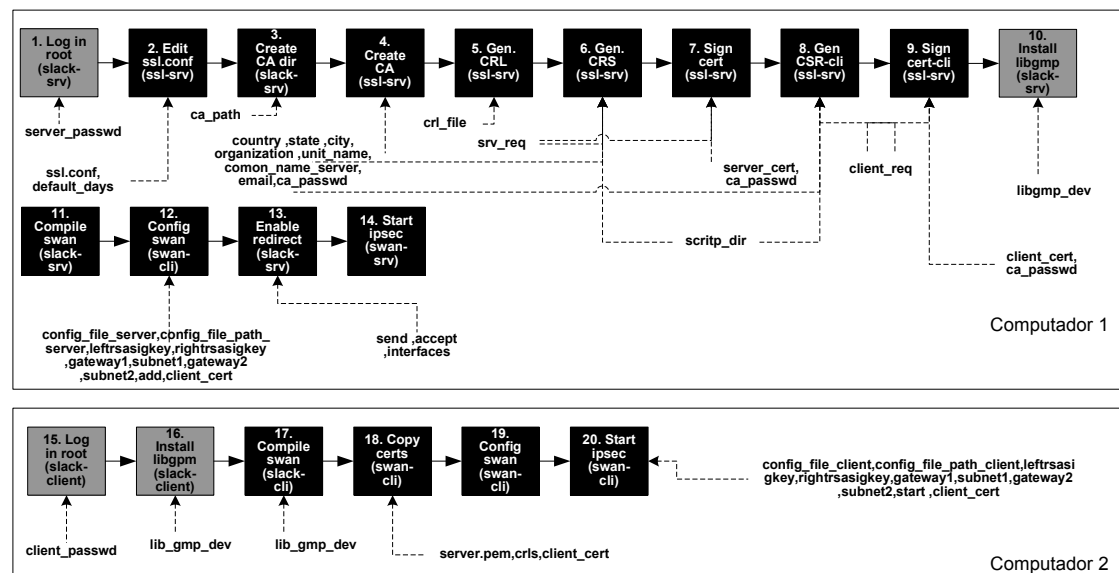 1. Log in
root
(slack-
srv)
2. Edit
ssl.conf
(ssl-srv)
3.
Create
CA dir
(slack-
srv)
4.
Create
CA
(ssl-srv)
5. Gen.
CRL
(ssl-srv)
6. Gen.
CRS
(ssl-srv)
7. Sign
cert
(ssl-srv)
8. Gen
CSR-cli
(ssl-srv)
9. Sign
cert-cli
(ssl-srv)
10.
Install
libgmp
(slack-
srv)
server_passwd
ca_path
crl_file
srv_req
country ,state ,city,
organization ,unit_name,
comon_name_server,
email,ca_passwd
ssl.conf,
default_days
server_cert,
ca_passwd
client_req
libgmp_dev
11.
Compile
swan
(slack-
srv)
12.
Config
swan
(swan-
cli)
13.
Enable
redirect
(slack-
srv)
14. Start
ipsec
(swan-
srv)
scritp_dir
client_cert,
ca_passwd
config_file_server,config_file_path_
server,leftrsasigkey,rightrsasigkey
,gateway1,subnet1,gateway2
,subnet2,add,client_cert
send ,accept
,interfaces
Computador 1
15. Log
in root
(slack-
client)
16.
Install
libgpm
(slack-
client)
17.
Compile
swan
(slack-
cli)
18. Copy
certs
(swan-
cli)
19.
Config
swan
(swan-
cli)
20. Start
ipsec
(swan-
cli)
config_file_client,config_file_path_client,leftrsasi
gkey,rightrsasigkey,gateway1,subnet1,gateway2
,subnet2,start ,client_cert
client_passwd
lib_gmp_dev
lib_gmp_dev
server.pem,crls,client_cert
Computador 2